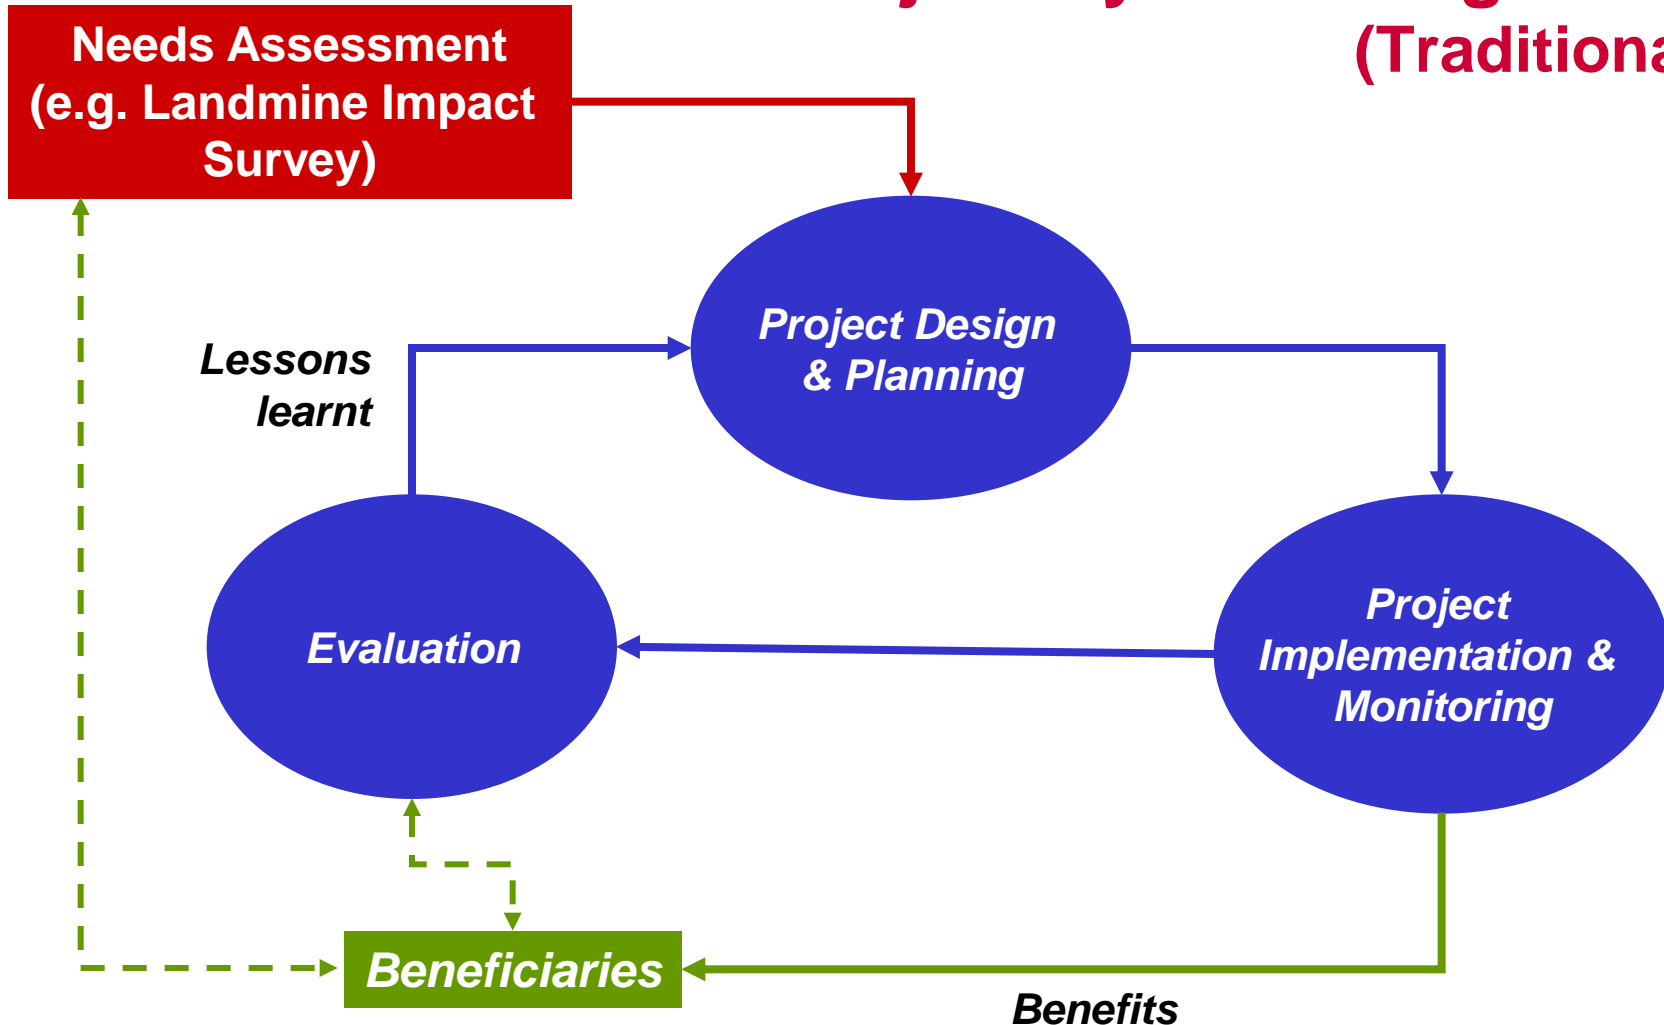 (Traditiona
Needs Assessment
(e.g. Landmine Impact
Survey)
Project Design
& Planning
Lessons
learnt
Evaluation
Project
Implementation &
Monitoring
Beneficiaries
Benefits